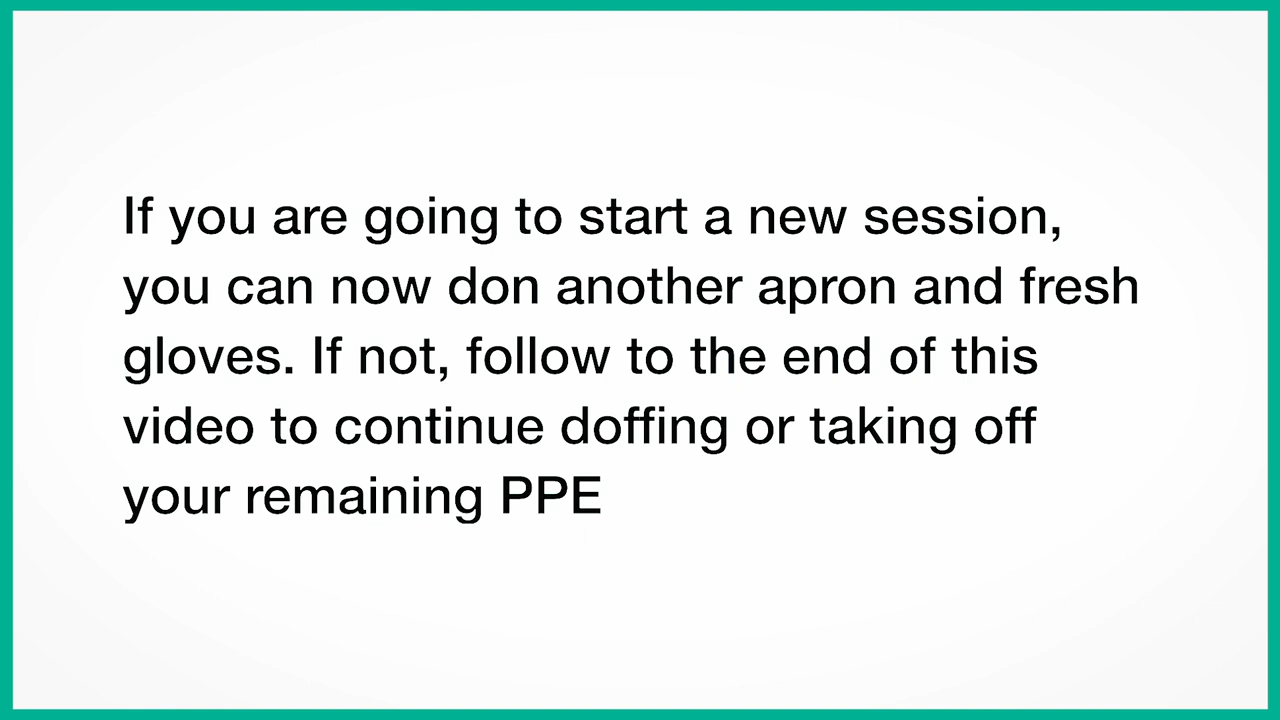 If you are going to start a new session,
you can now don another apron and fresh
gloves. If not, follow to the end of this
video to continue doffing or taking off
your remaining PPE